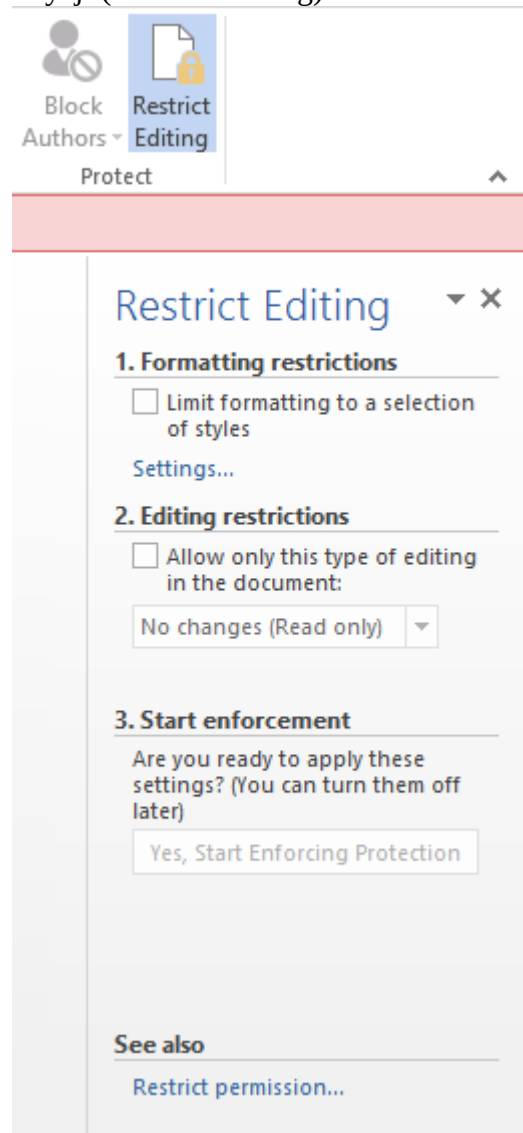 Block
Authors
Restrict
Editing
Protect
Restrict Editing
1. Formatting restrictions
Limit formatting to a selection
of styles
Settings...
2. Editing restrictions
Allow only this type of editing
in the document:
No changes (Read only)
3. Start enforcement
Are you ready to apply these
settings? (You can turn them off
later)
Yes, Start Enforcing Protection
See also
Restrict permission...